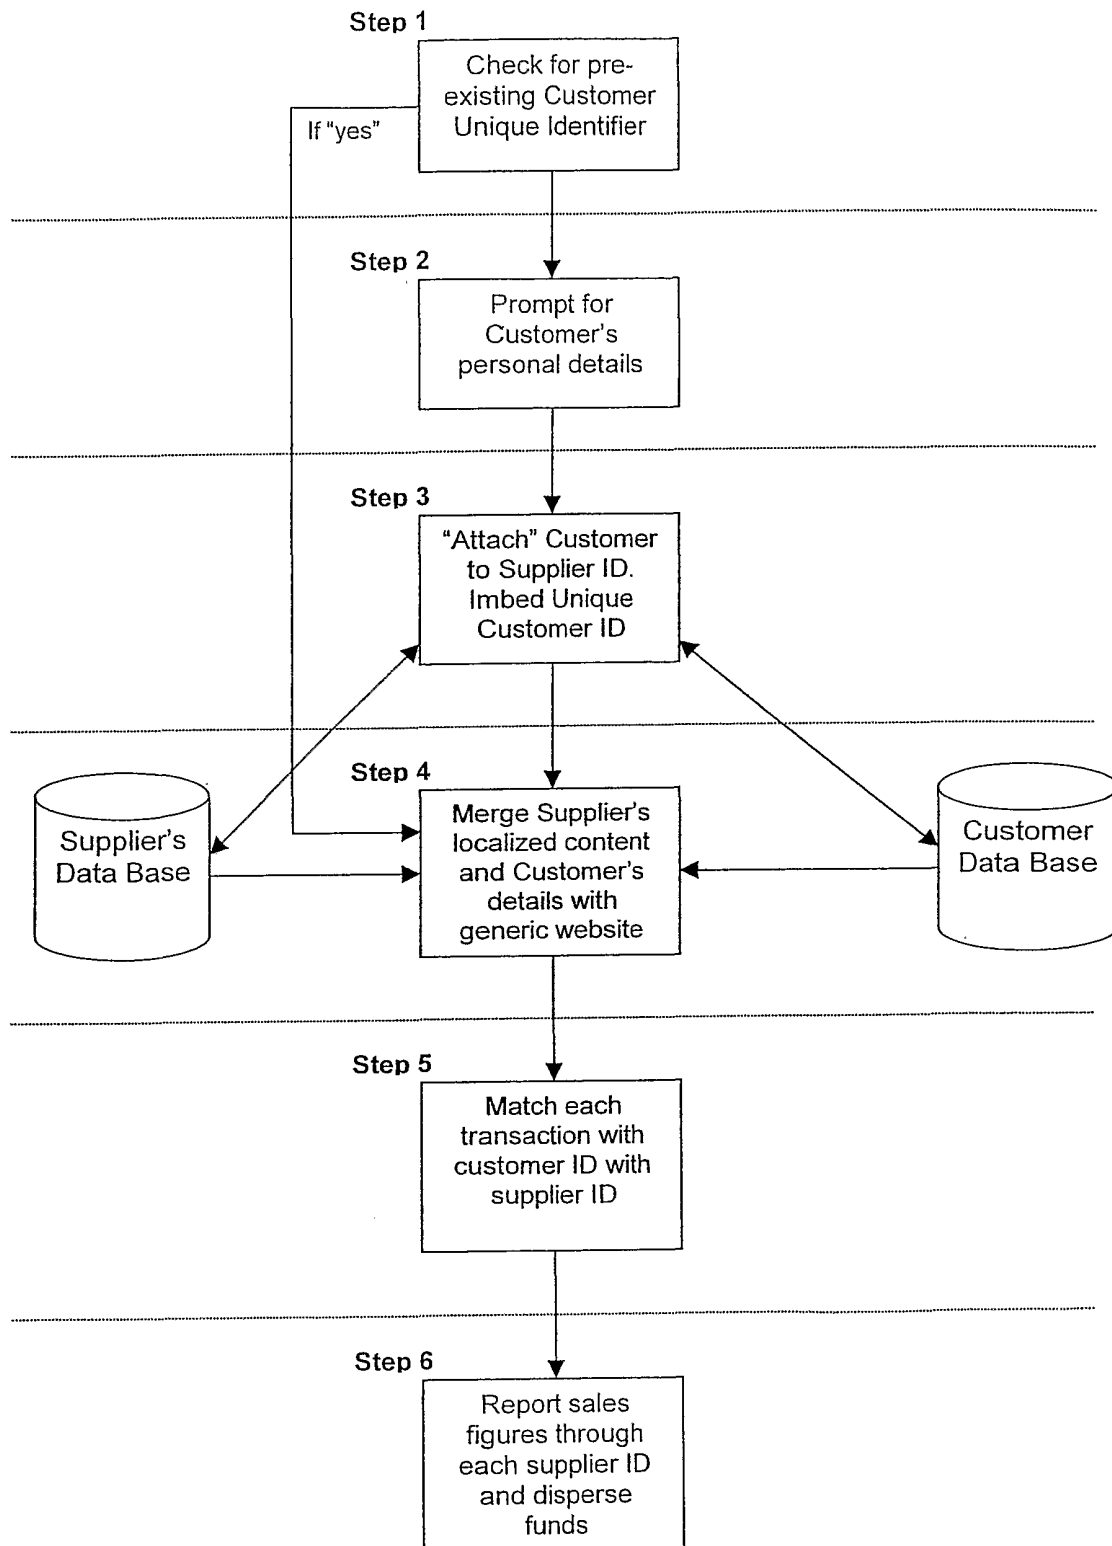 Step 1
Check for pre-
existing Customer
Unique Identifier
If "yes"
Step 2
Prompt for
Customer's
personal details
Step 3
“Attach” Customer
to Supplier ID.
Imbed Unique
Customer ID
Step 4
Merge Supplier's
localized content
and Customer's
details with
generic website
Supplier's
Data Base
Customer
Data Base
Step 5
Match each
transaction with
customer ID with
supplier ID
Step 6
Report sales
figures through
each supplier ID
and disperse
funds